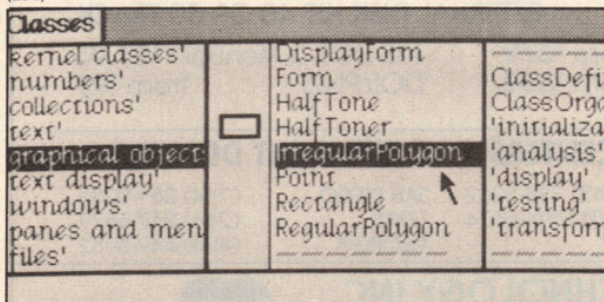 Classes
Kernel classes'
numbers'
collections'
text'
graphical object
text display'
windows'
panes and men
files'
DisplayForm
Form
HalfTone
HalfToner
IrregularPolygon
Point
Rectangle
RegularPolygon
ClassDefi
ClassOrga
'initializa
'analysis'
'display'
'testing'
'transform